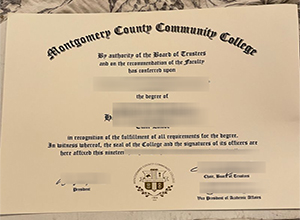 Montgomery County Community College
By authority of the Board of Trustees
and on the recommendation of the Faculty
has conferred upon
the degree of
in recognition of the fulfillment of all requirements for the degree.
In witness whereof, the seal of the College and the signatures of its officers are
here affixed this nineteen
President
Chair, Board of Trustees
Vice President of Academic Affairs